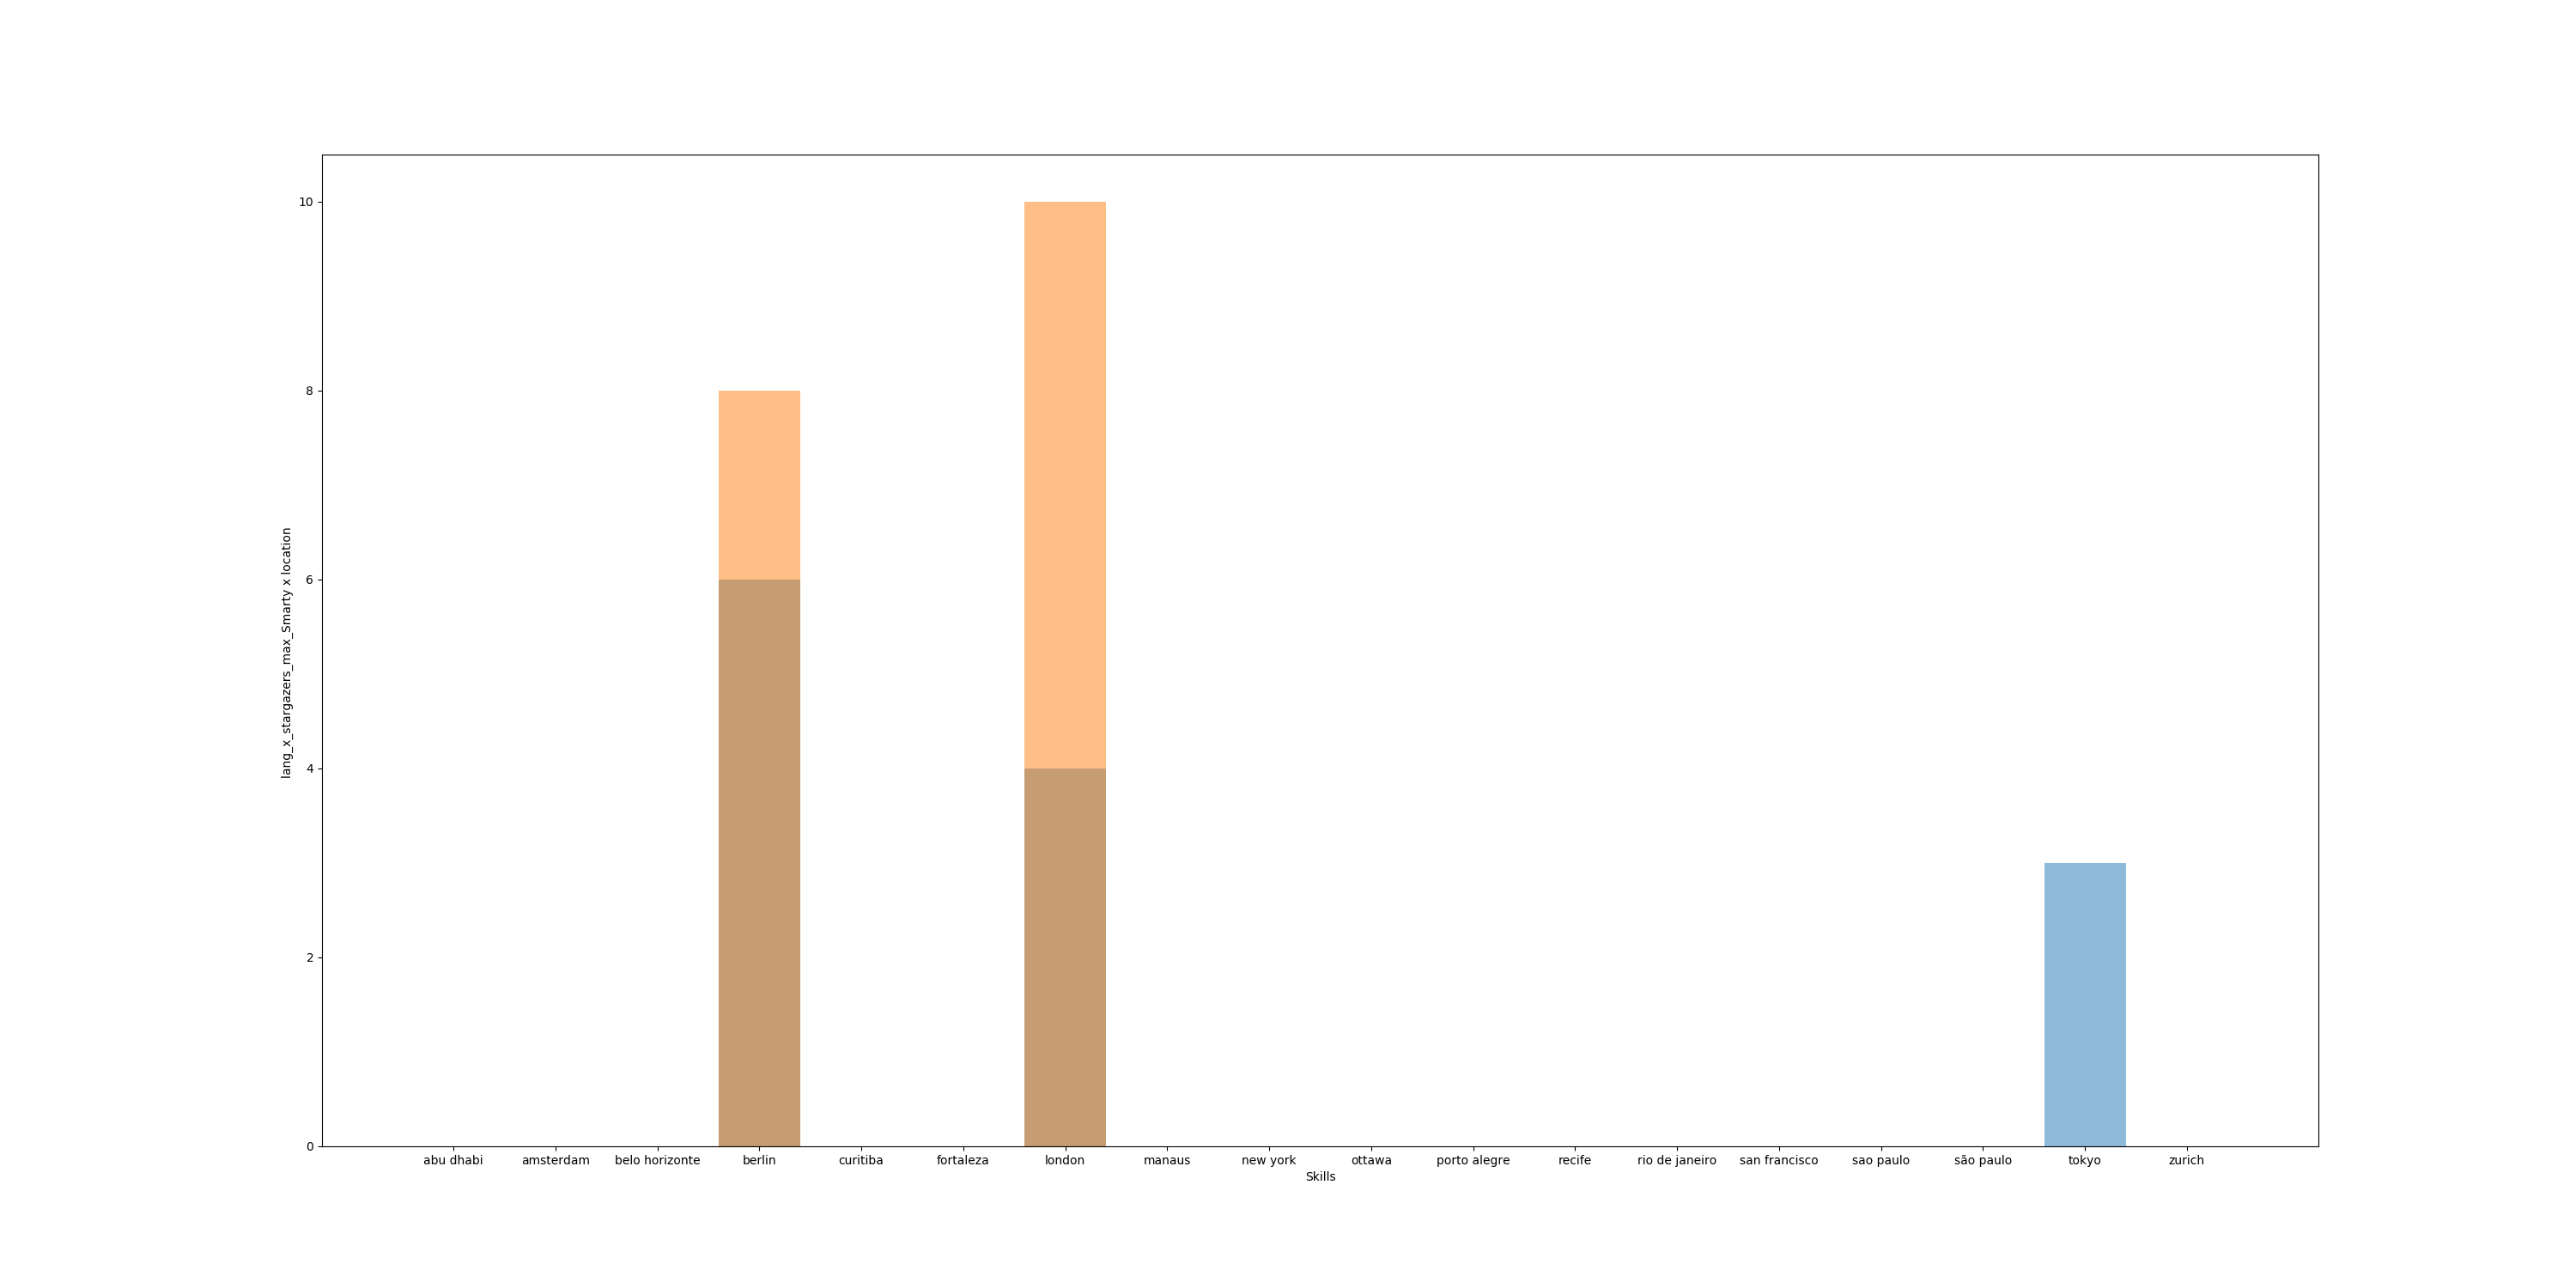 10
8
6
4
2
0
lang_x_stargazers_max_Smarty x location
abu dhabi amsterdam belo horizonte berlin curitiba fortaleza london manaus new york ottawa porto alegre recife rio de janeiro san francisco sao paulo são paulo tokyo zurich
Skills